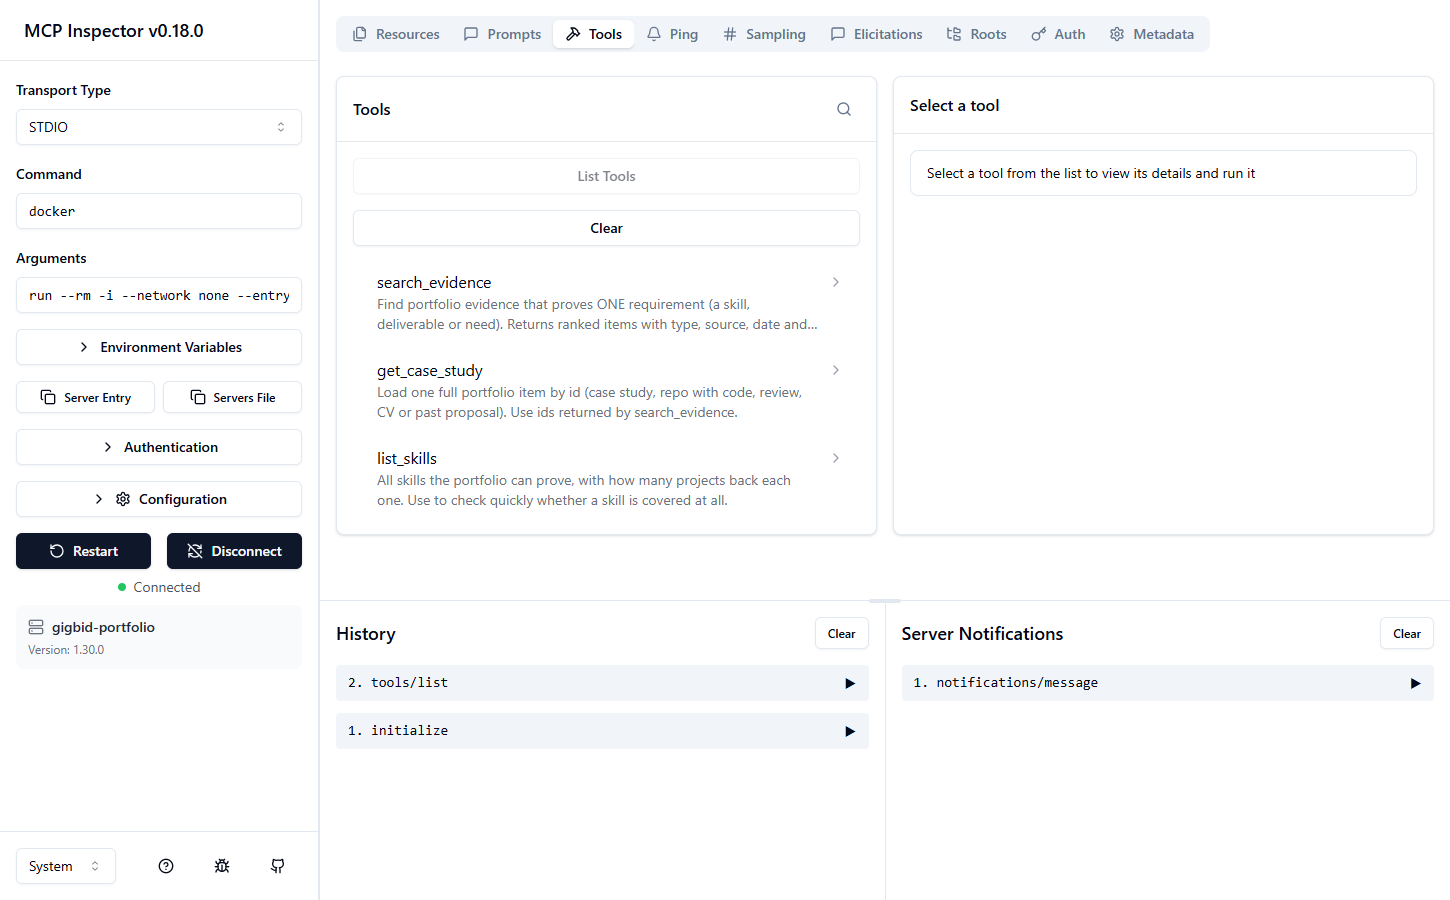 MCP Inspector v0.18.0
Transport Type
STDIO
Command
docker
Arguments
run --rm -i --network none --entry
Environment Variables
Server Entry
Servers File
Authentication
Configuration
Restart
Disconnect
Connected
gigbid-portfolio
Version: 1.30.0
System
Resources
Prompts
Tools
Ping
Sampling
Elicitations
Roots
Auth
Metadata
Tools
List Tools
Clear
search_evidence
Find portfolio evidence that proves ONE requirement (a skill,
deliverable or need). Returns ranked items with type, source, date and...
get_case_study
Load one full portfolio item by id (case study, repo with code, review,
CV or past proposal). Use ids returned by search_evidence.
list_skills
All skills the portfolio can prove, with how many projects back each
one. Use to check quickly whether a skill is covered at all.
Select a tool
Select a tool from the list to view its details and run it
History
Clear
2. tools/list
1. initialize
Server Notifications
Clear
1. notifications/message